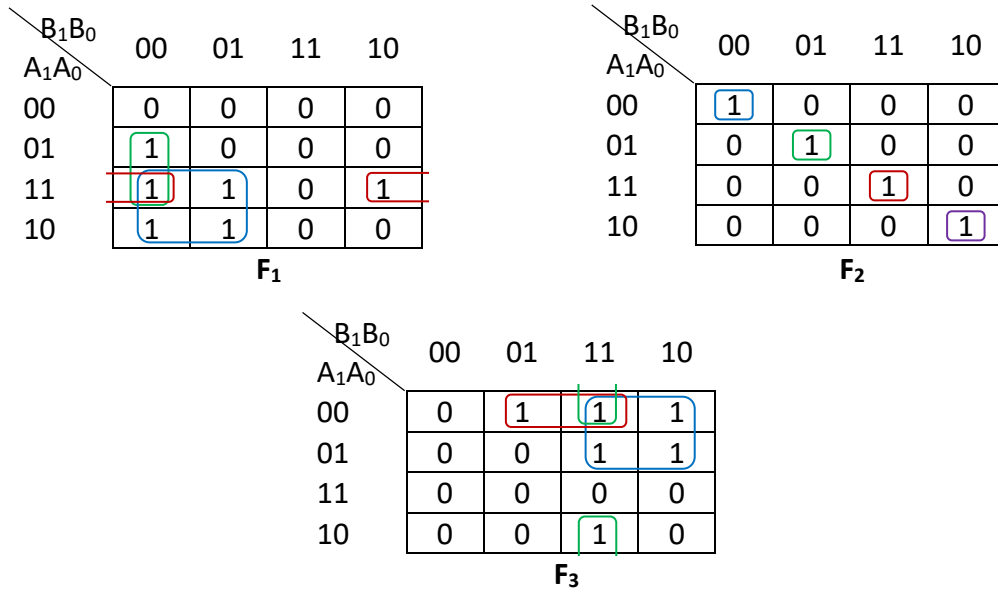 B₁B₀ 00 01 11 10
A₁A₀
00 0 0 0 0
01 1 0 0 0
11 1 1 0 1
10 1 1 0 0
F₁
B₁B₀ 00 01 11 10
A₁A₀
00 1 0 0 0
01 0 1 0 0
11 0 0 1 0
10 0 0 0 1
F₂
B₁B₀ 00 01 11 10
A₁A₀
00 0 1 1 1
01 0 0 1 1
11 0 0 0 0
10 0 0 1 0
F₃